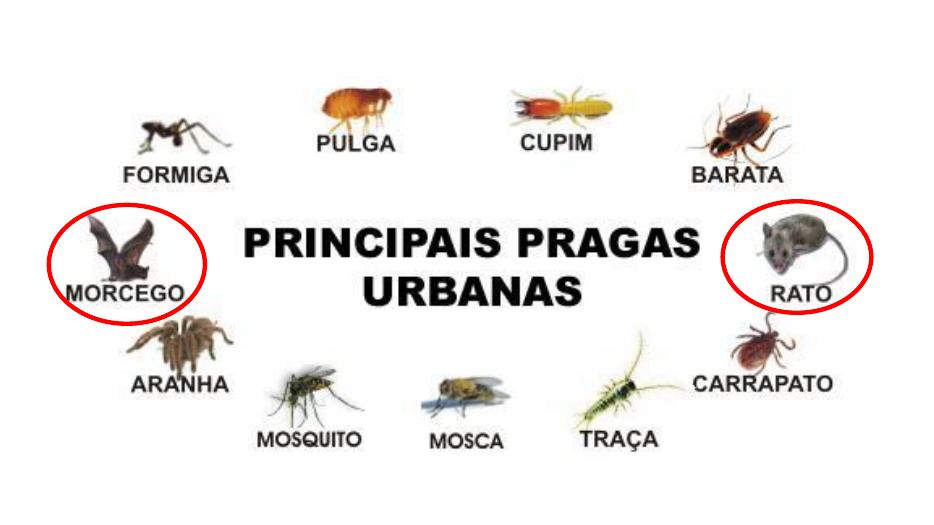 FORMIGA
PULGA
CUPIM
BARATA
MORCEGO
PRINCIPAIS PRAGAS
URBANAS
RATO
ARANHA
CARRAPATO
MOSQUITO
MOSCA
TRAÇA